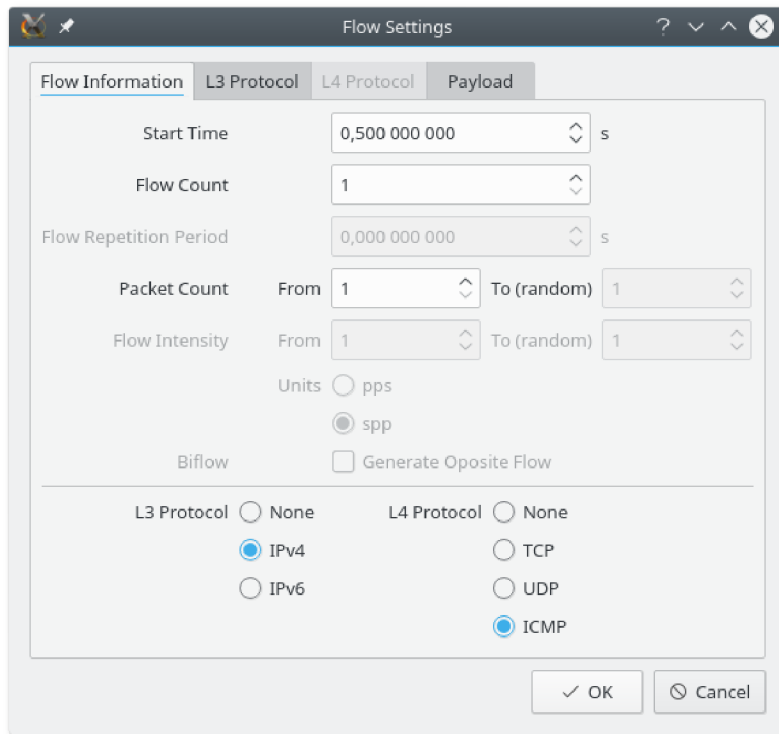 Flow Settings
Flow Information L3 Protocol L4 Protocol Payload
Start Time 0,500 000 000 s
Flow Count 1
Flow Repetition Period 0,000 000 000 s
Packet Count From 1 To (random) 1
Flow Intensity From 1 To (random) 1
Units pps
spp
Biflow Generate Oposite Flow
L3 Protocol None L4 Protocol None
IPv4 TCP
IPv6 UDP
ICMP
OK Cancel